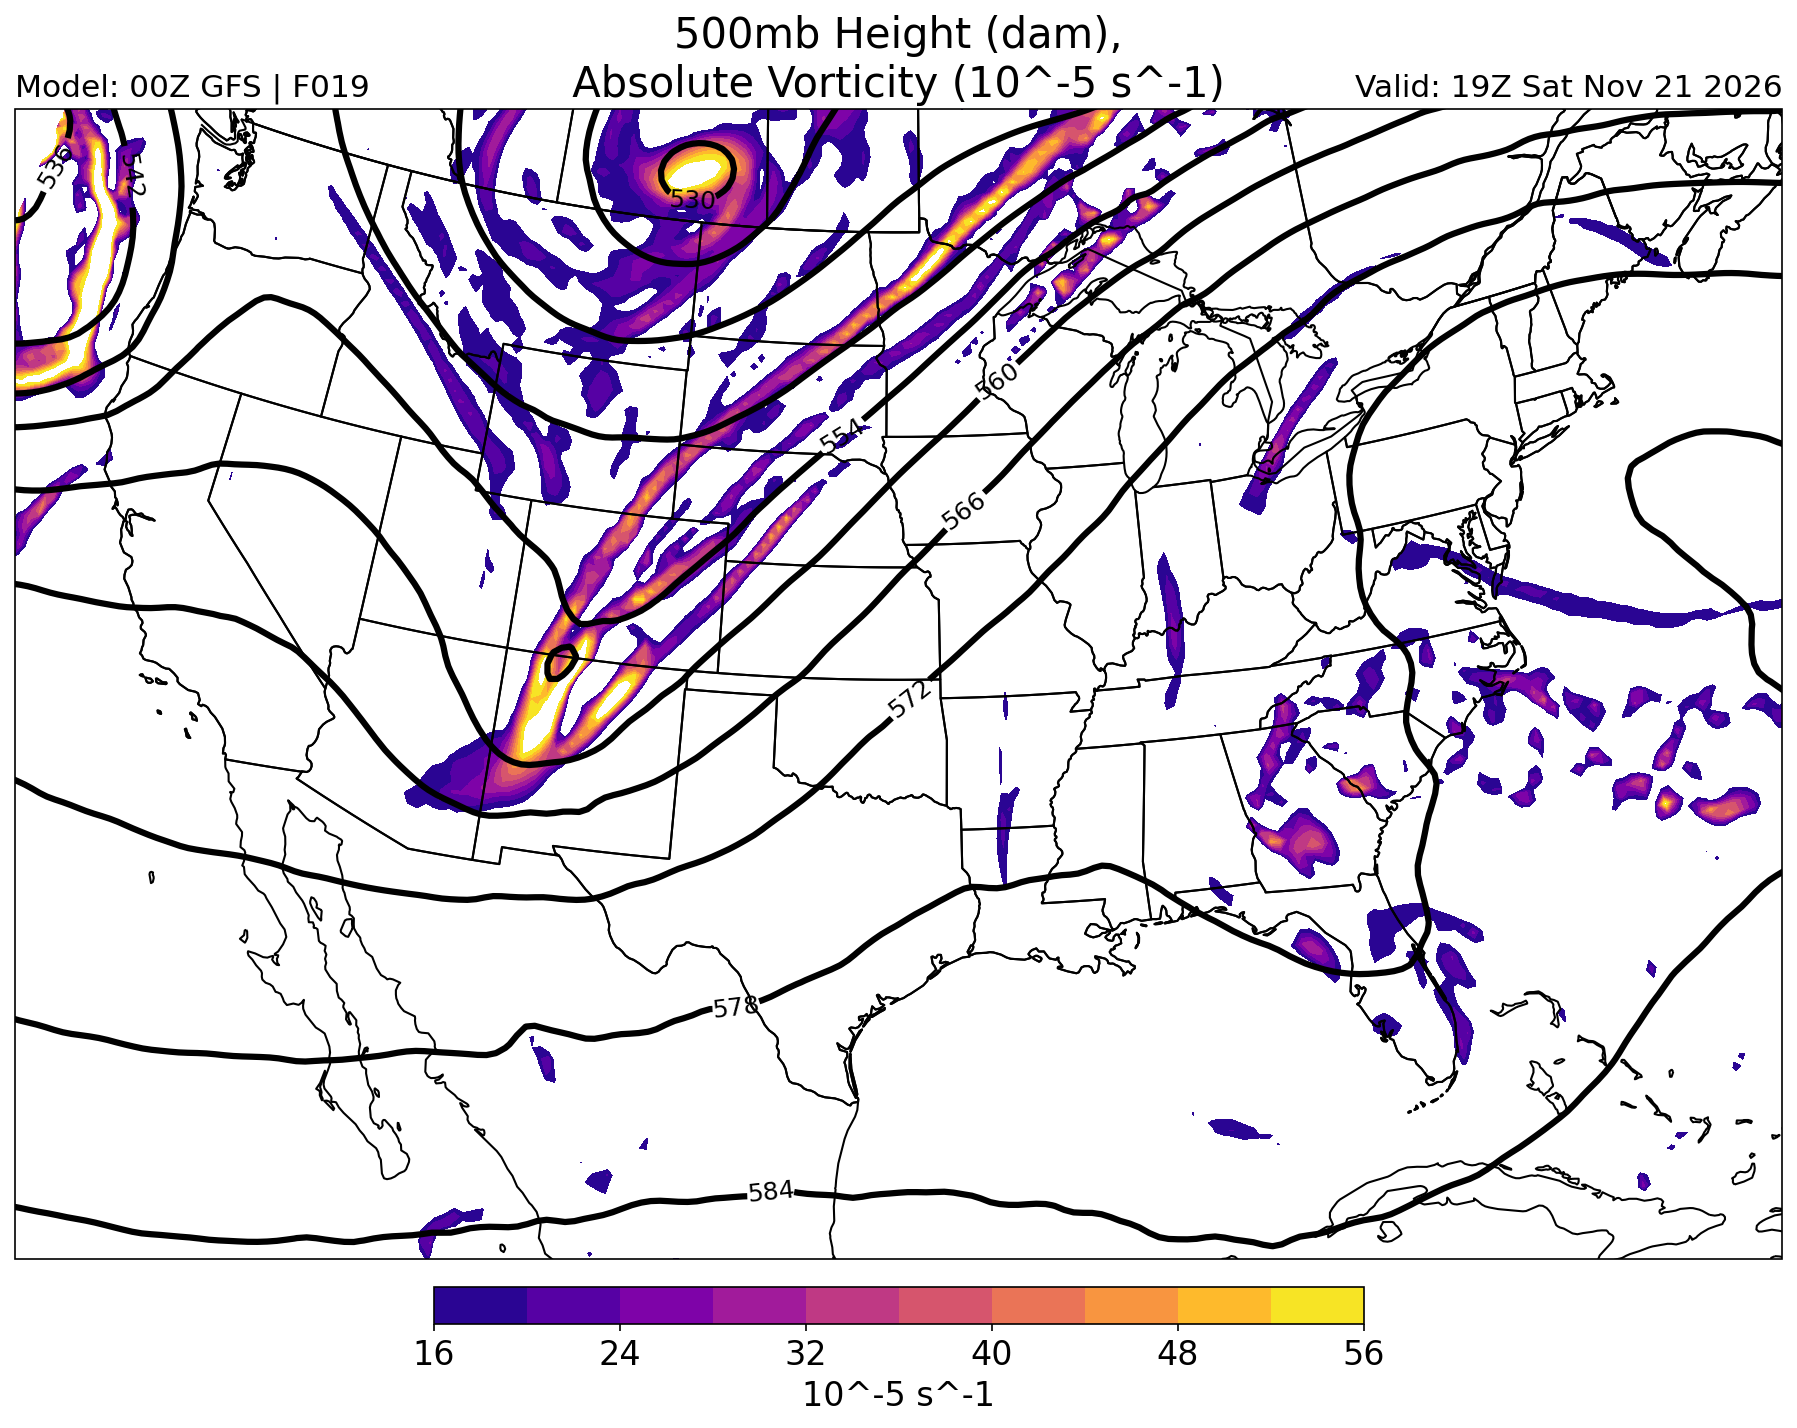 500mb Height (dam),
Absolute Vorticity (10^-5 s^-1)
Model: 00Z GFS | F019
Valid: 19Z Sat Nov 21 2026
536
542
530
554
560
566
572
578
584
16 24 32 40 48 56
10^-5 s^-1